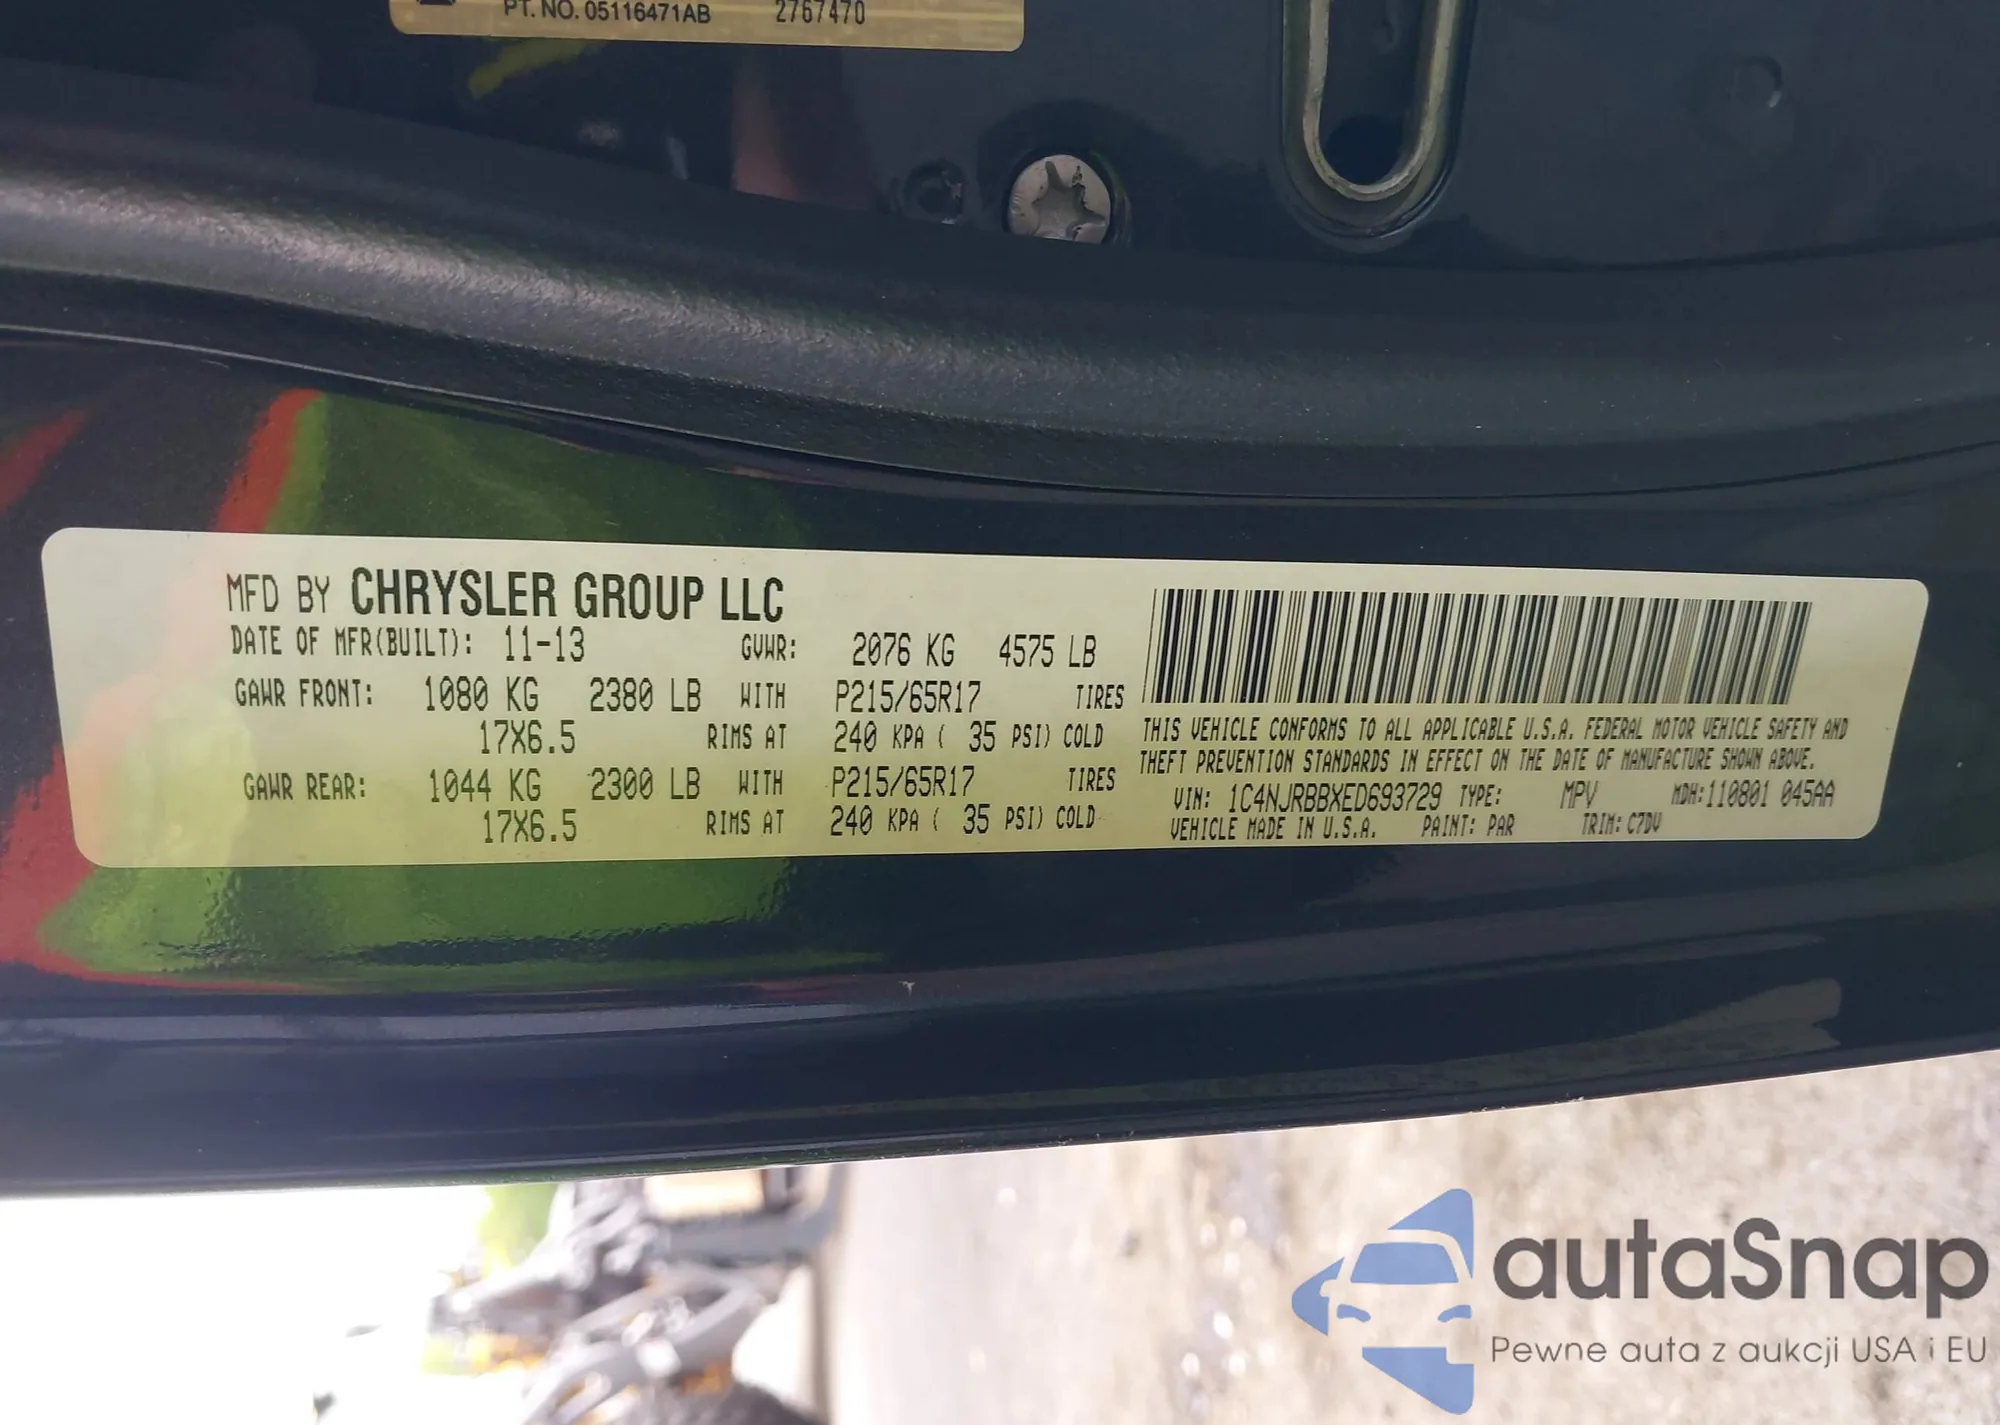 PT. NO. 05116471AB 2767470
MFD BY CHRYSLER GROUP LLC
DATE OF MFR(BUILT): 11-13 GVWR: 2076 KG 4575 LB
GAWR FRONT: 1080 KG 2380 LB WITH P215/65R17 TIRES
17X6.5 RIMS AT 240 KPA ( 35 PSI) COLD
GAWR REAR: 1044 KG 2300 LB WITH P215/65R17 TIRES
17X6.5 RIMS AT 240 KPA ( 35 PSI) COLD
THIS VEHICLE CONFORMS TO ALL APPLICABLE U.S.A. FEDERAL MOTOR VEHICLE SAFETY AND
THEFT PREVENTION STANDARDS IN EFFECT ON THE DATE OF MANUFACTURE SHOWN ABOVE.
VIN: 1C4NJRBBXED693729 TYPE: MPV MDH:110801 045AA
VEHICLE MADE IN U.S.A. PAINT: PAR TRIM: C7DV
autoSnap
Pewne auta z aukcji USA i EU